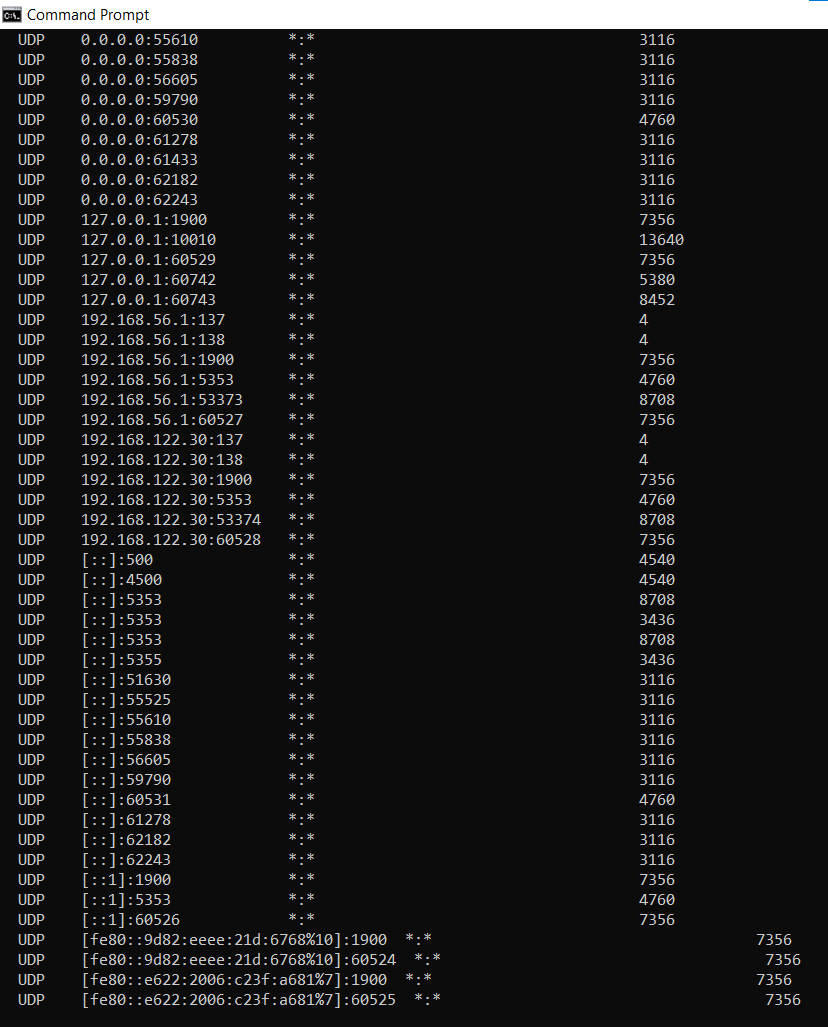 Command Prompt
UDP 0.0.0.0:55610 *:* 3116
UDP 0.0.0.0:55838 *:* 3116
UDP 0.0.0.0:56605 *:* 3116
UDP 0.0.0.0:59790 *:* 3116
UDP 0.0.0.0:60530 *:* 4760
UDP 0.0.0.0:61278 *:* 3116
UDP 0.0.0.0:61433 *:* 3116
UDP 0.0.0.0:62182 *:* 3116
UDP 0.0.0.0:62243 *:* 3116
UDP 127.0.0.1:1900 *:* 7356
UDP 127.0.0.1:10010 *:* 13640
UDP 127.0.0.1:60529 *:* 7356
UDP 127.0.0.1:60742 *:* 5380
UDP 127.0.0.1:60743 *:* 8452
UDP 192.168.56.1:137 *:* 4
UDP 192.168.56.1:138 *:* 4
UDP 192.168.56.1:1900 *:* 7356
UDP 192.168.56.1:5353 *:* 4760
UDP 192.168.56.1:53373 *:* 8708
UDP 192.168.56.1:60527 *:* 7356
UDP 192.168.122.30:137 *:* 4
UDP 192.168.122.30:138 *:* 4
UDP 192.168.122.30:1900 *:* 7356
UDP 192.168.122.30:5353 *:* 4760
UDP 192.168.122.30:53374 *:* 8708
UDP 192.168.122.30:60528 *:* 7356
UDP [::]:500 *:* 4540
UDP [::]:4500 *:* 4540
UDP [::]:5353 *:* 8708
UDP [::]:5353 *:* 3436
UDP [::]:5353 *:* 8708
UDP [::]:5355 *:* 3436
UDP [::]:51630 *:* 3116
UDP [::]:55525 *:* 3116
UDP [::]:55610 *:* 3116
UDP [::]:55838 *:* 3116
UDP [::]:56605 *:* 3116
UDP [::]:59790 *:* 3116
UDP [::]:60531 *:* 4760
UDP [::]:61278 *:* 3116
UDP [::]:62182 *:* 3116
UDP [::]:62243 *:* 3116
UDP [::1]:1900 *:* 7356
UDP [::1]:5353 *:* 4760
UDP [::1]:60526 *:* 7356
UDP [fe80::9d82:eeee:21d:6768%10]:1900 *:* 7356
UDP [fe80::9d82:eeee:21d:6768%10]:60524 *:* 7356
UDP [fe80::e622:2006:c23f:a681%7]:1900 *:* 7356
UDP [fe80::e622:2006:c23f:a681%7]:60525 *:* 7356